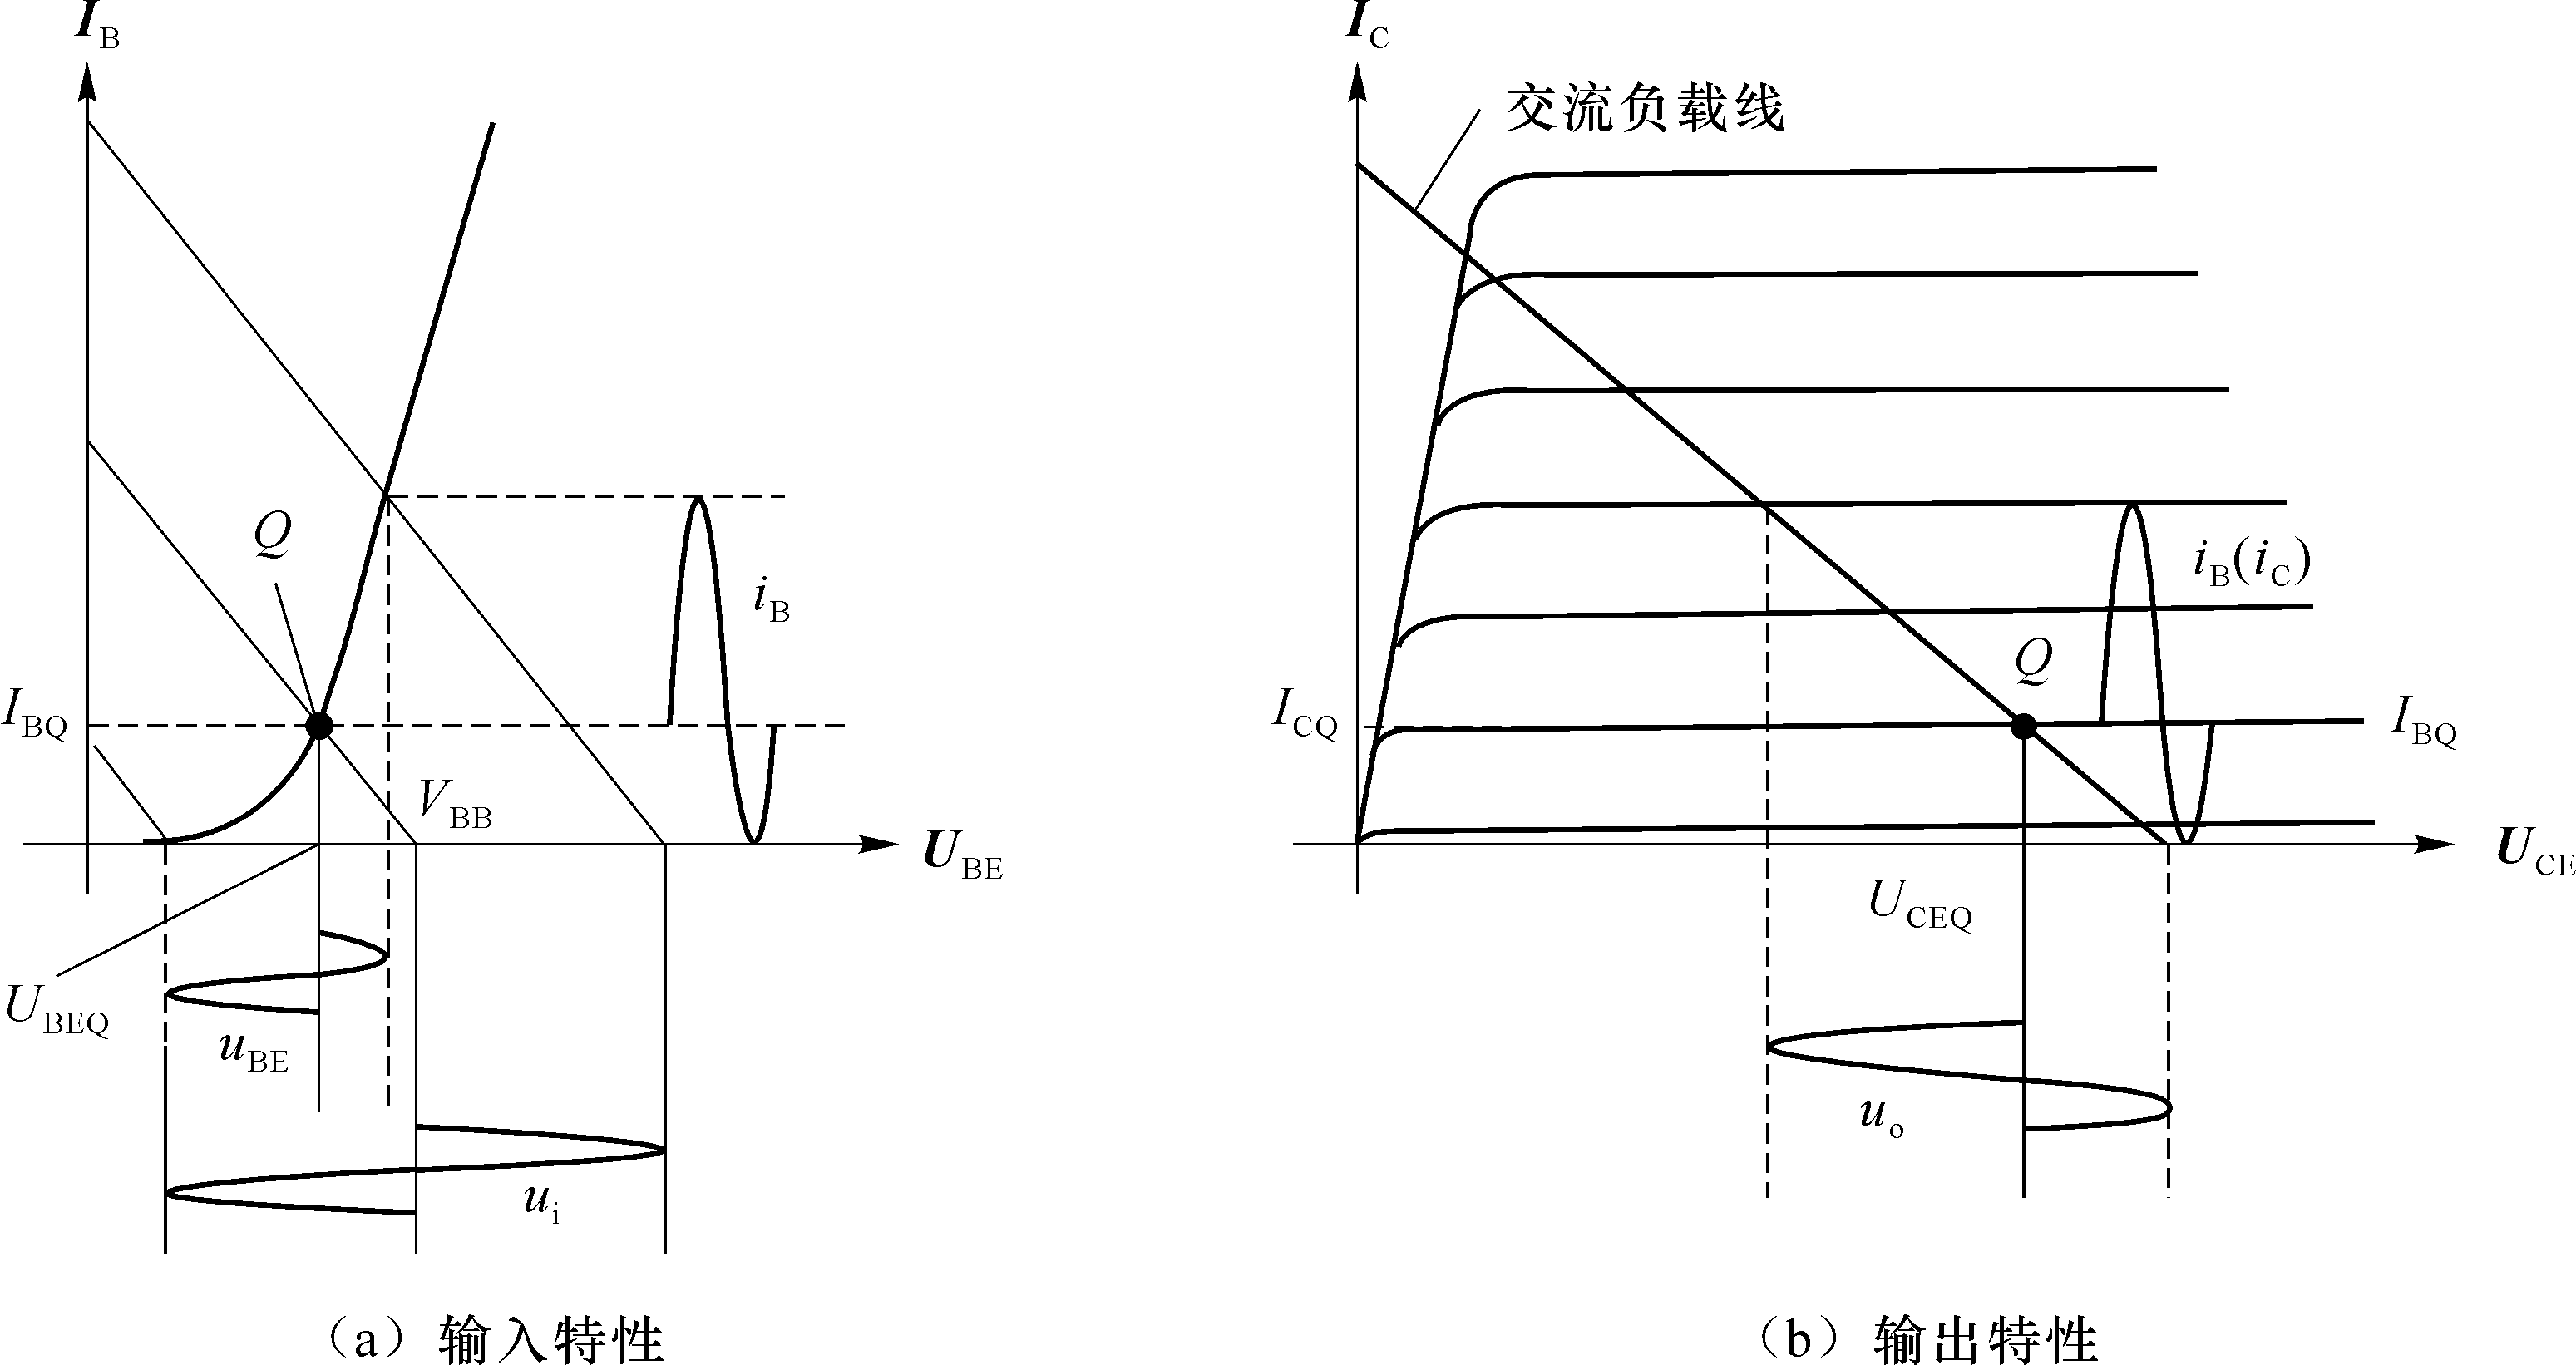 I_B
I_C
交流负载线
Q
i_B
i_B(i_C)
Q
I_BQ
I_CQ
I_BQ
V_BB
U_BE
U_CE
U_CEQ
U_BEQ
u_BE
u_o
u_i
（a）输入特性
（b）输出特性